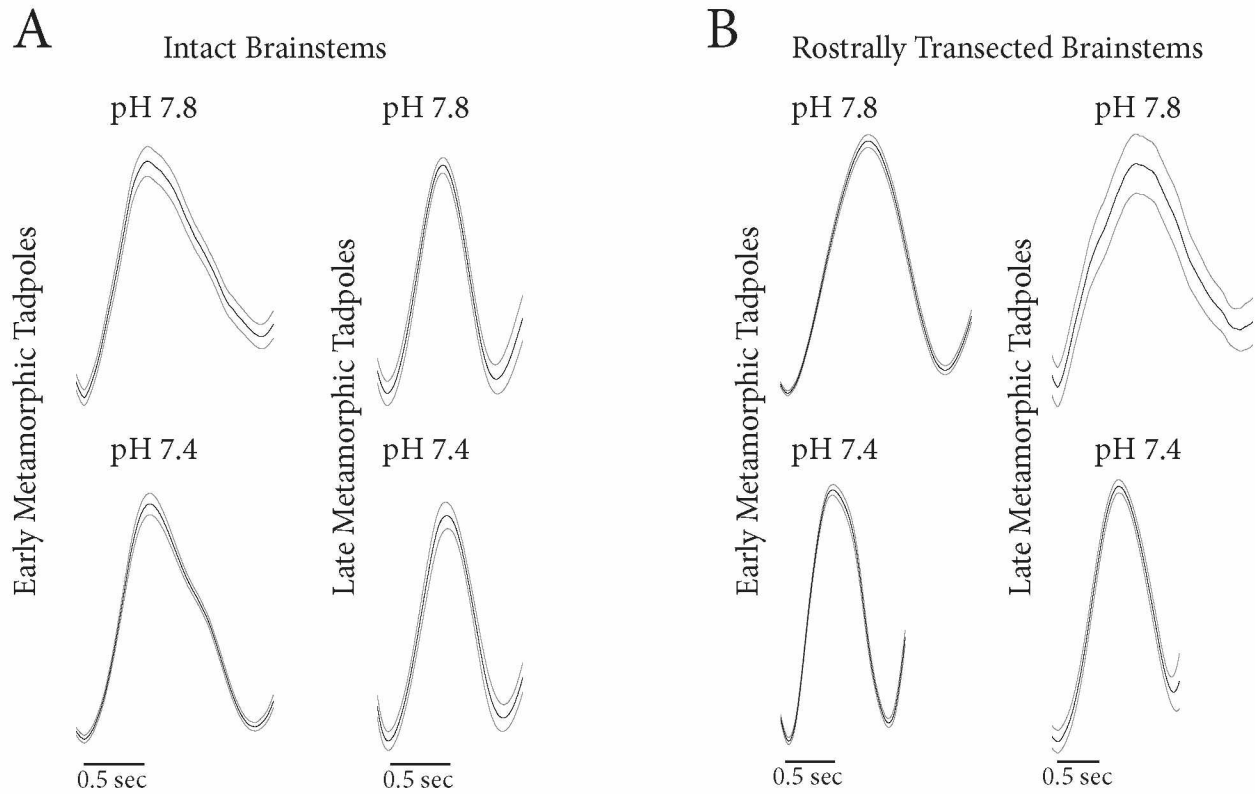 A
Intact Brainstems
pH 7.8
pH 7.8
Early Metamorphic Tadpoles
Late Metamorphic Tadpoles
pH 7.4
pH 7.4
0.5 sec
0.5 sec
B
Rostrally Transected Brainstems
pH 7.8
pH 7.8
Early Metamorphic Tadpoles
Late Metamorphic Tadpoles
pH 7.4
pH 7.4
0.5 sec
0.5 sec